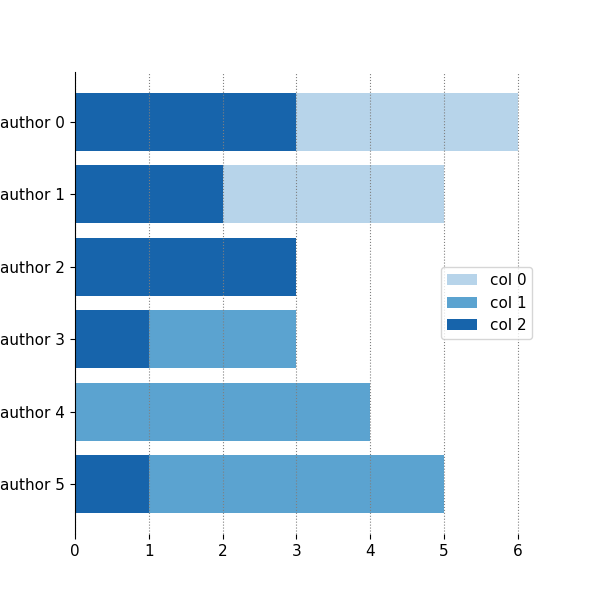 author 0
author 1
author 2
author 3
author 4
author 5
col 0
col 1
col 2
0 1 2 3 4 5 6